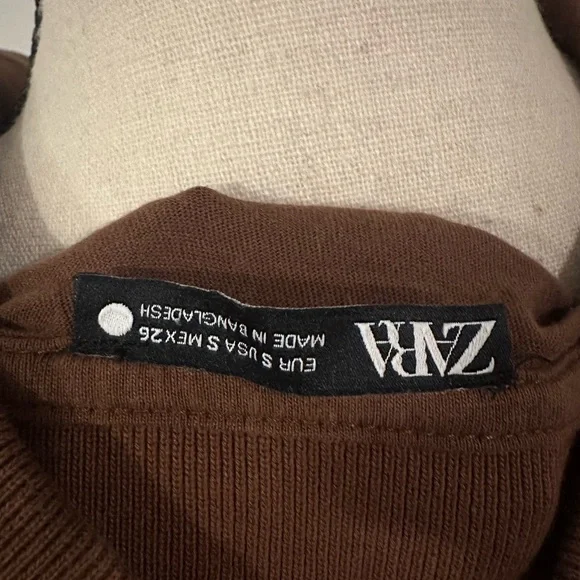 ZARA
EUR S USA S MEX 26
MADE IN BANGLADESH